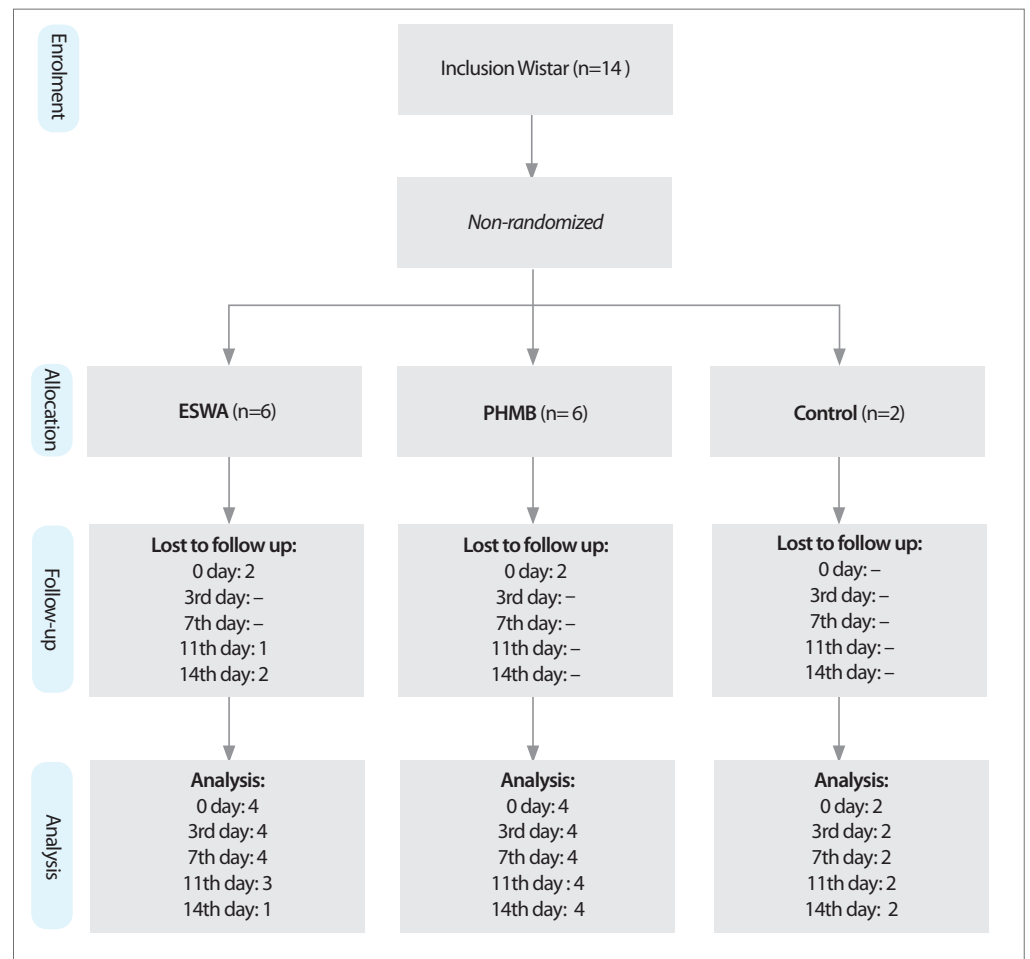 Enrolment
Inclusion Wistar (n=14 )
Non-randomized
Allocation
ESWA (n=6)
PHMB (n= 6)
Control (n=2)
Follow-up
Lost to follow up:
0 day: 2
3rd day: –
7th day: –
11th day: 1
14th day: 2
Lost to follow up:
0 day: 2
3rd day: –
7th day: –
11th day: –
14th day: –
Lost to follow up:
0 day: –
3rd day: –
7th day: –
11th day: –
14th day: –
Analysis
Analysis:
0 day: 4
3rd day: 4
7th day: 4
11th day: 3
14th day: 1
Analysis:
0 day: 4
3rd day: 4
7th day: 4
11th day : 4
14th day: 4
Analysis:
0 day: 2
3rd day: 2
7th day: 2
11th day: 2
14th day: 2